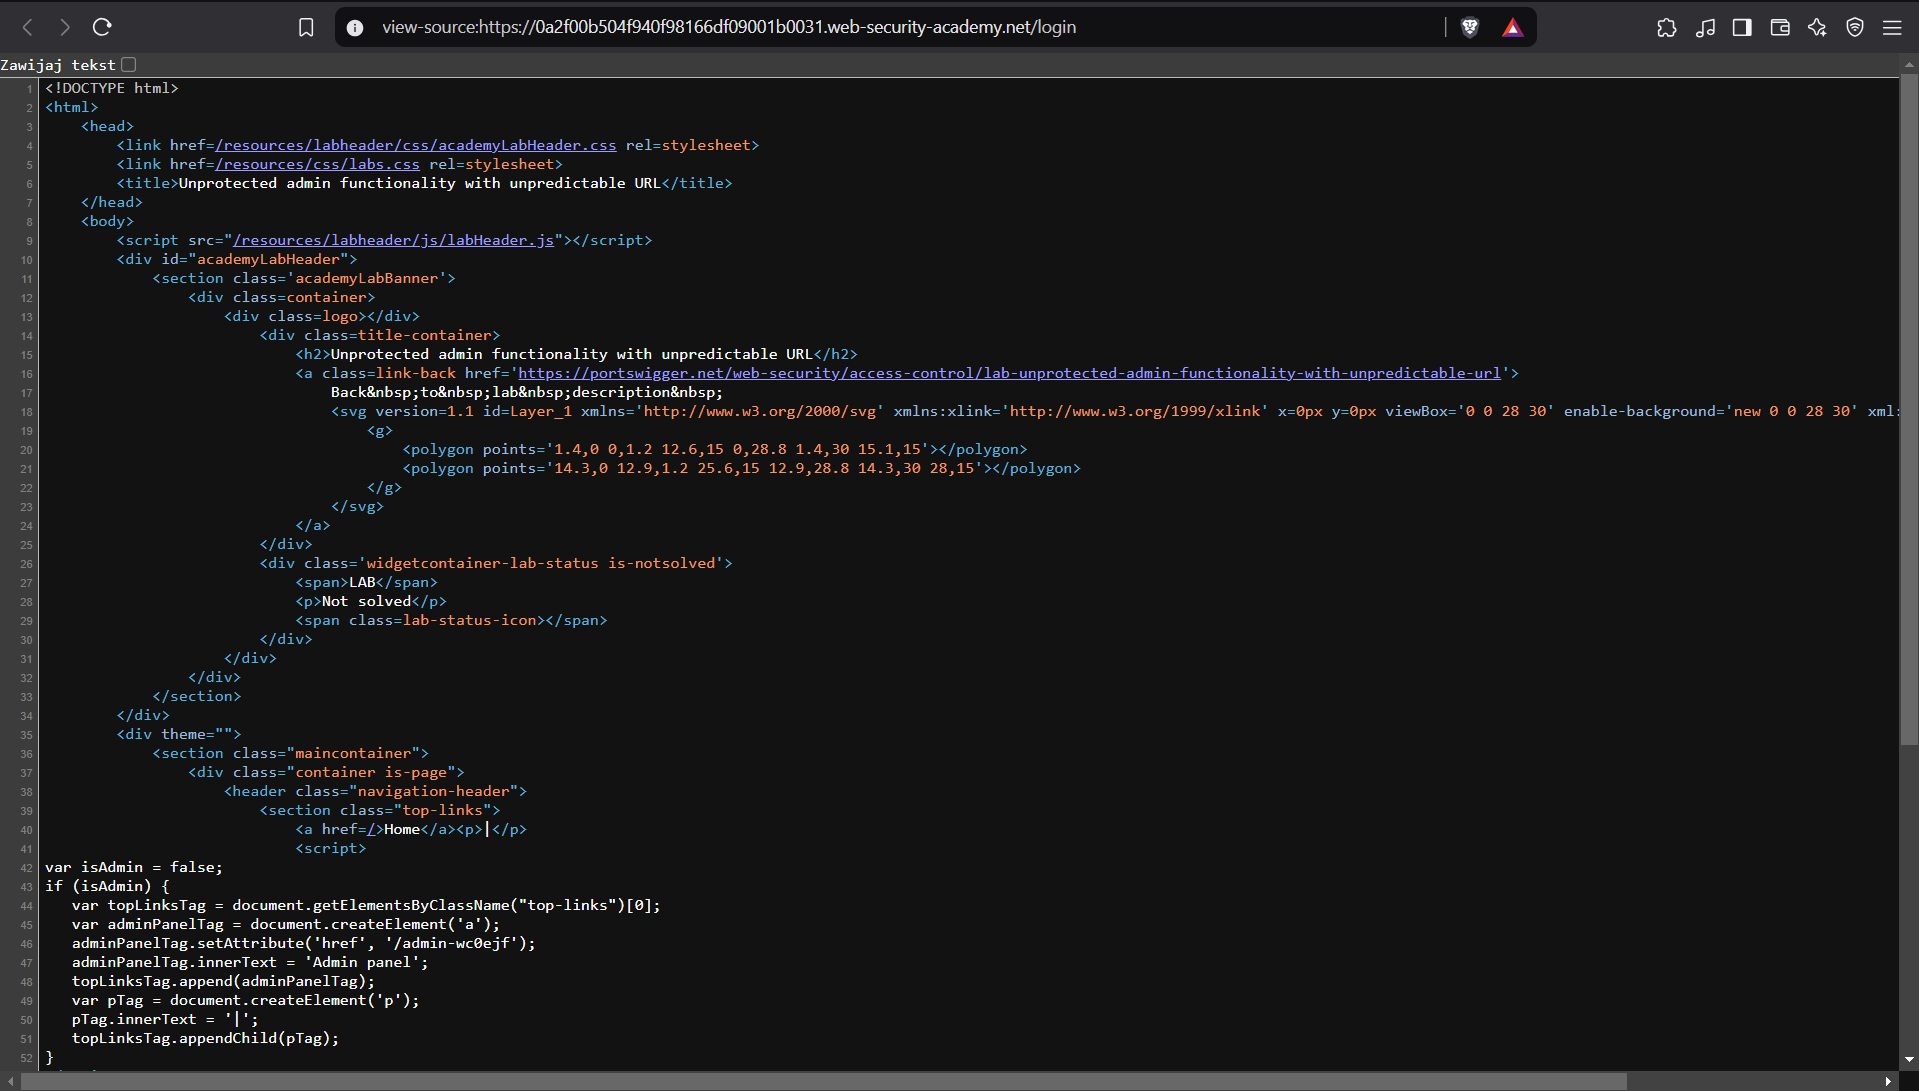 view-source:https://0a2f00b504f940f98166df09001b0031.web-security-academy.net/login
Zawijaj tekst
1 <!DOCTYPE html>
2 <html>
3 <head>
4 <link href=/resources/labheader/css/academyLabHeader.css rel=stylesheet>
5 <link href=/resources/css/labs.css rel=stylesheet>
6 <title>Unprotected admin functionality with unpredictable URL</title>
7 </head>
8 <body>
9 <script src="/resources/labheader/js/labHeader.js"></script>
10 <div id="academyLabHeader">
11 <section class='academyLabBanner'>
12 <div class=container>
13 <div class=logo></div>
14 <div class=title-container>
15 <h2>Unprotected admin functionality with unpredictable URL</h2>
16 <a class=link-back href='https://portswigger.net/web-security/access-control/lab-unprotected-admin-functionality-with-unpredictable-url'>
17 Back&nbsp;to&nbsp;lab&nbsp;description&nbsp;
18 <svg version=1.1 id=Layer_1 xmlns='http://www.w3.org/2000/svg' xmlns:xlink='http://www.w3.org/1999/xlink' x=0px y=0px viewBox='0 0 28 30' enable-background='new 0 0 28 30' xml:
19 <g>
20 <polygon points='1.4,0 0,1.2 12.6,15 0,28.8 1.4,30 15.1,15'></polygon>
21 <polygon points='14.3,0 12.9,1.2 25.6,15 12.9,28.8 14.3,30 28,15'></polygon>
22 </g>
23 </svg>
24 </a>
25 </div>
26 <div class='widgetcontainer-lab-status is-notsolved'>
27 <span>LAB</span>
28 <p>Not solved</p>
29 <span class=lab-status-icon></span>
30 </div>
31 </div>
32 </div>
33 </section>
34 </div>
35 <div theme="">
36 <section class="maincontainer">
37 <div class="container is-page">
38 <header class="navigation-header">
39 <section class="top-links">
40 <a href=/>Home</a><p>|</p>
41 <script>
42 var isAdmin = false;
43 if (isAdmin) {
44 var topLinksTag = document.getElementsByClassName("top-links")[0];
45 var adminPanelTag = document.createElement('a');
46 adminPanelTag.setAttribute('href', '/admin-wc0ejf');
47 adminPanelTag.innerText = 'Admin panel';
48 topLinksTag.append(adminPanelTag);
49 var pTag = document.createElement('p');
50 pTag.innerText = '|';
51 topLinksTag.appendChild(pTag);
52 }